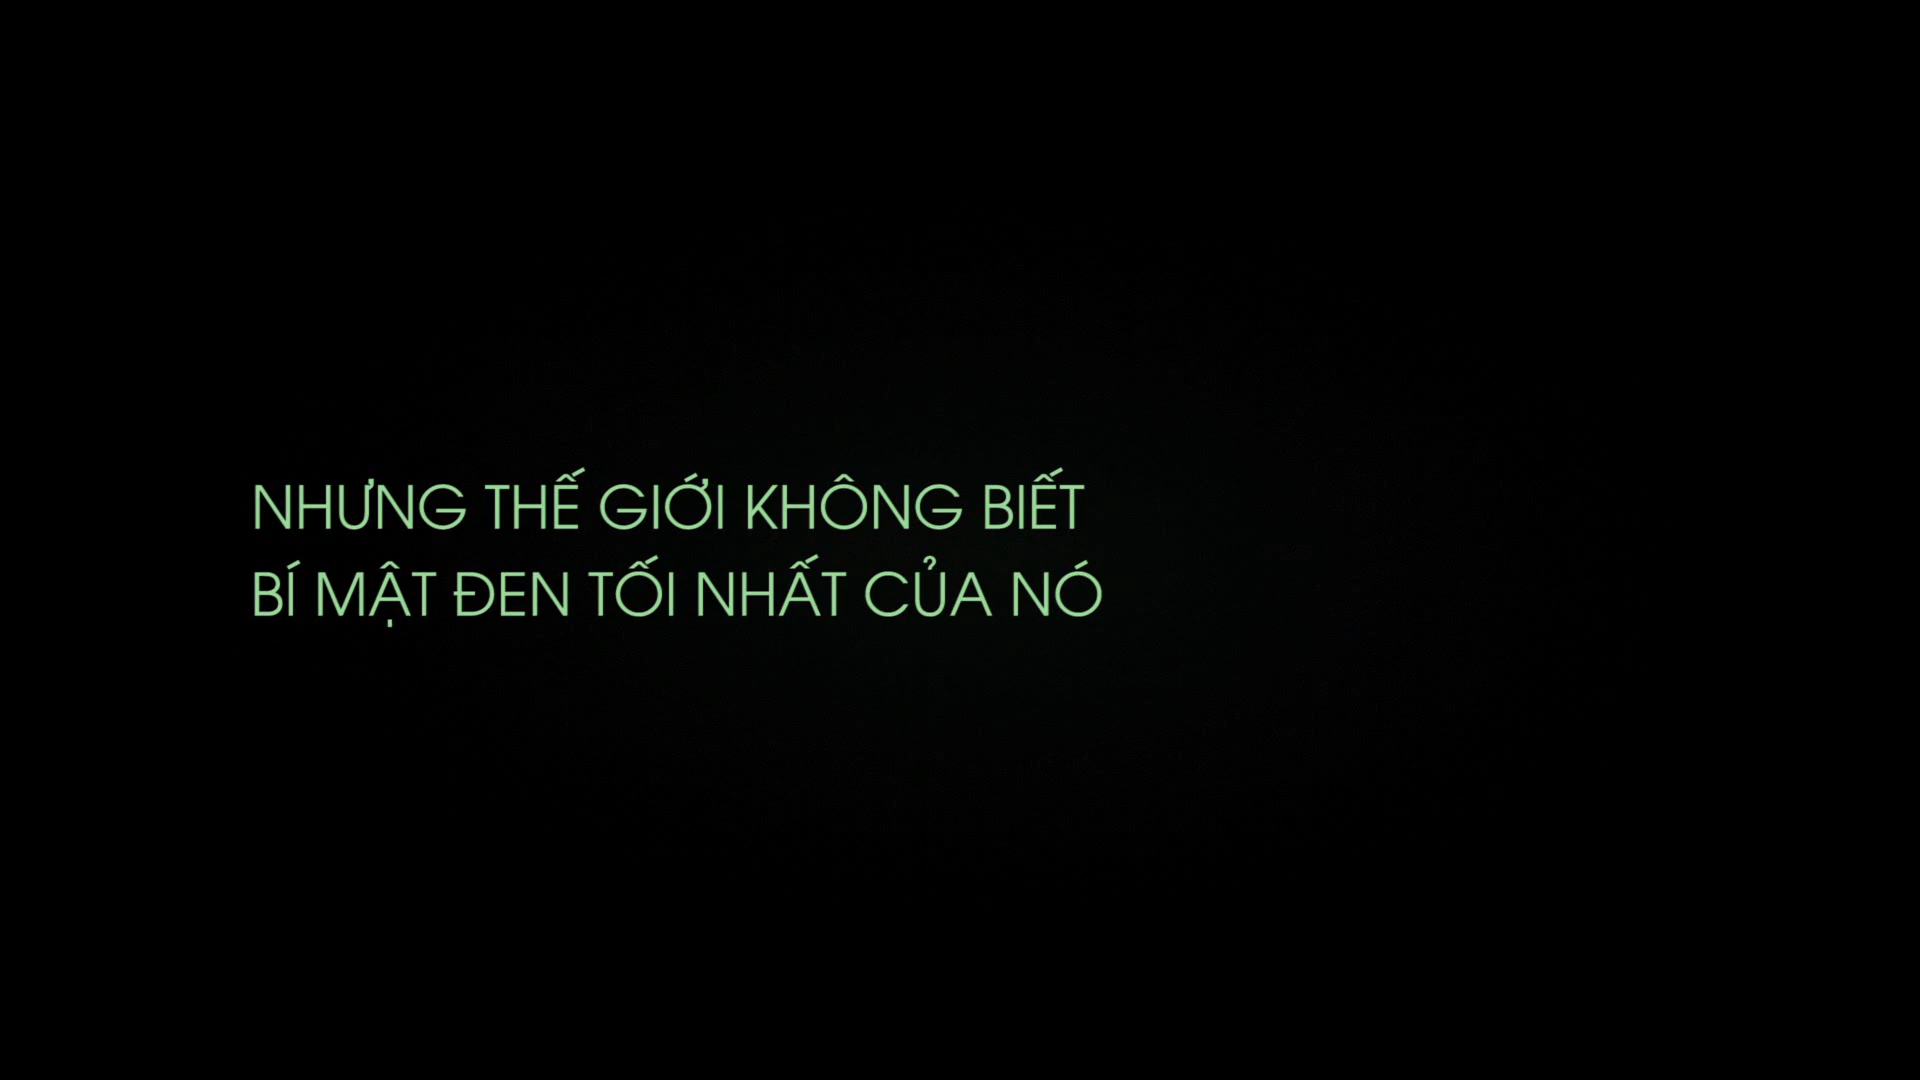 NHƯNG THẾ GIỚI KHÔNG BIẾT
BÍ MẬT ĐEN TỐI NHẤT CỦA NÓ